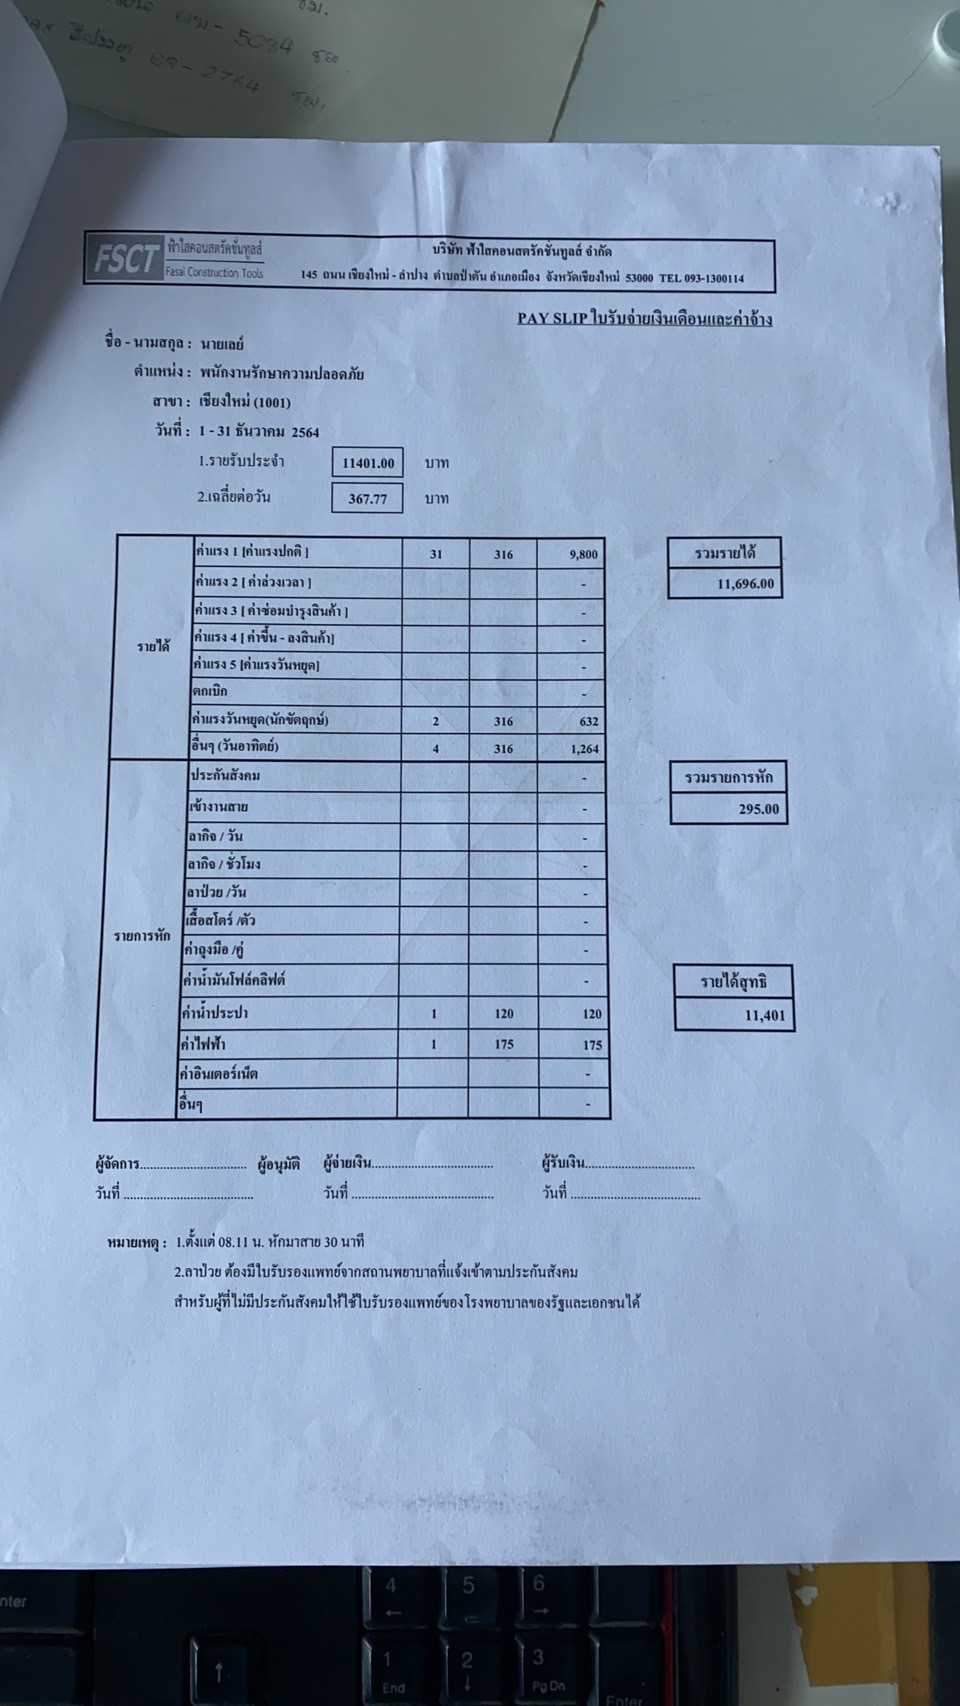 ชม.
5084 ชม
2764 ชม.
FSCT ฟ้าใสคอนสตรัคชั่นทูลส์
Fasai Construction Tools
บริษัท ฟ้าใสคอนสตรัคชั่นทูลส์ จำกัด
145 ถนน เชียงใหม่ - ลำปาง ตำบลป่าตัน อำเภอเมือง จังหวัดเชียงใหม่ 53000 TEL 093-1300114
PAY SLIP ใบรับจ่ายเงินเดือนและค่าจ้าง
ชื่อ - นามสกุล : นายเลย์
ตำแหน่ง : พนักงานรักษาความปลอดภัย
สาขา : เชียงใหม่ (1001)
วันที่ : 1 - 31 ธันวาคม 2564
1.รายรับประจำ 11401.00 บาท
2.เฉลี่ยต่อวัน 367.77 บาท
รายได้
ค่าแรง 1 [ค่าแรงปกติ ] 31 316 9,800
ค่าแรง 2 [ ค่าล่วงเวลา ] -
ค่าแรง 3 [ ค่าซ่อมบำรุงสินค้า ] -
ค่าแรง 4 [ ค่าขึ้น - ลงสินค้า] -
ค่าแรง 5 [ค่าแรงวันหยุด] -
ตกเบิก -
ค่าแรงวันหยุด(นักขัตฤกษ์) 2 316 632
อื่นๆ (วันอาทิตย์) 4 316 1,264
รวมรายได้
11,696.00
รายการหัก
ประกันสังคม -
เข้างานสาย -
ลากิจ / วัน -
ลากิจ / ชั่วโมง -
ลาป่วย /วัน -
เสื้อสโตร์ /ตัว -
ค่าถุงมือ /คู่ -
ค่าน้ำมันโฟล์คลิฟต์ -
ค่าน้ำประปา 1 120 120
ค่าไฟฟ้า 1 175 175
ค่าอินเตอร์เน็ต -
อื่นๆ -
รวมรายการหัก
295.00
รายได้สุทธิ
11,401
ผู้จัดการ................................ ผู้อนุมัติ ผู้จ่ายเงิน..................................... ผู้รับเงิน.................................
วันที่ ....................................... วันที่ ........................................... วันที่ .......................................
หมายเหตุ : 1.ตั้งแต่ 08.11 น. หักมาสาย 30 นาที
2.ลาป่วย ต้องมีใบรับรองแพทย์จากสถานพยาบาลที่แจ้งเข้าตามประกันสังคม
สำหรับผู้ที่ไม่มีประกันสังคมให้ใช้ใบรับรองแพทย์ของโรงพยาบาลของรัฐและเอกชนได้
4 ← 5 6 →
nter
↑
1 End 2 ↓ 3 Pg Dn
Enter